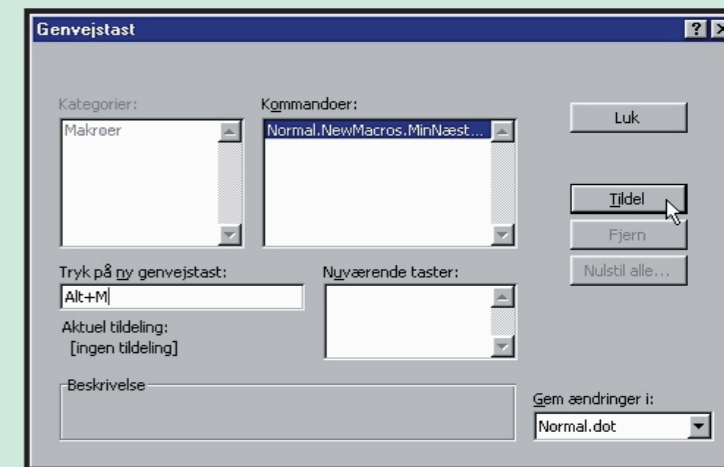 Genvejstast
Kategorier:
Makroer
Kommandoer:
Normal.NewMacros.MinNæst...
Luk
Tildel
Fjern
Nulstil alle...
Tryk på ny genvejstast:
Alt+M
Nuværende taster:
Aktuel tildeling:
[ingen tildeling]
Beskrivelse
Gem ændringer i:
Normal.dot